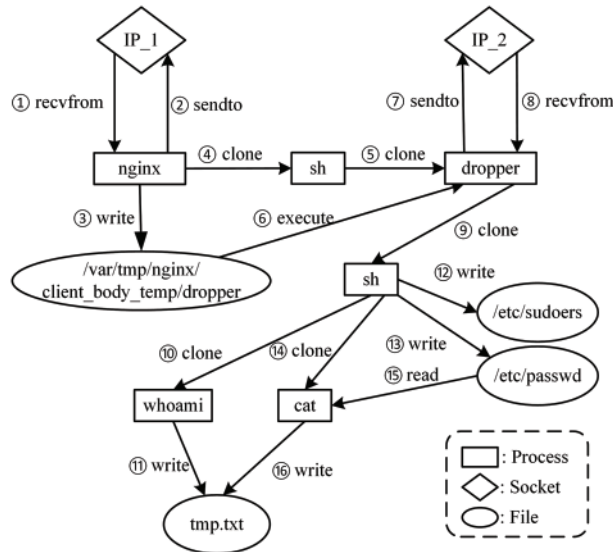 IP_1
IP_2
① recvfrom
② sendto
⑦ sendto
⑧ recvfrom
nginx
④ clone
sh
⑤ clone
dropper
③ write
⑥ execute
⑨ clone
/var/tmp/nginx/
client_body_temp/dropper
sh
⑫ write
/etc/sudoers
⑩ clone
⑭ clone
⑬ write
⑮ read
/etc/passwd
whoami
cat
⑪ write
⑯ write
tmp.txt
: Process
: Socket
: File